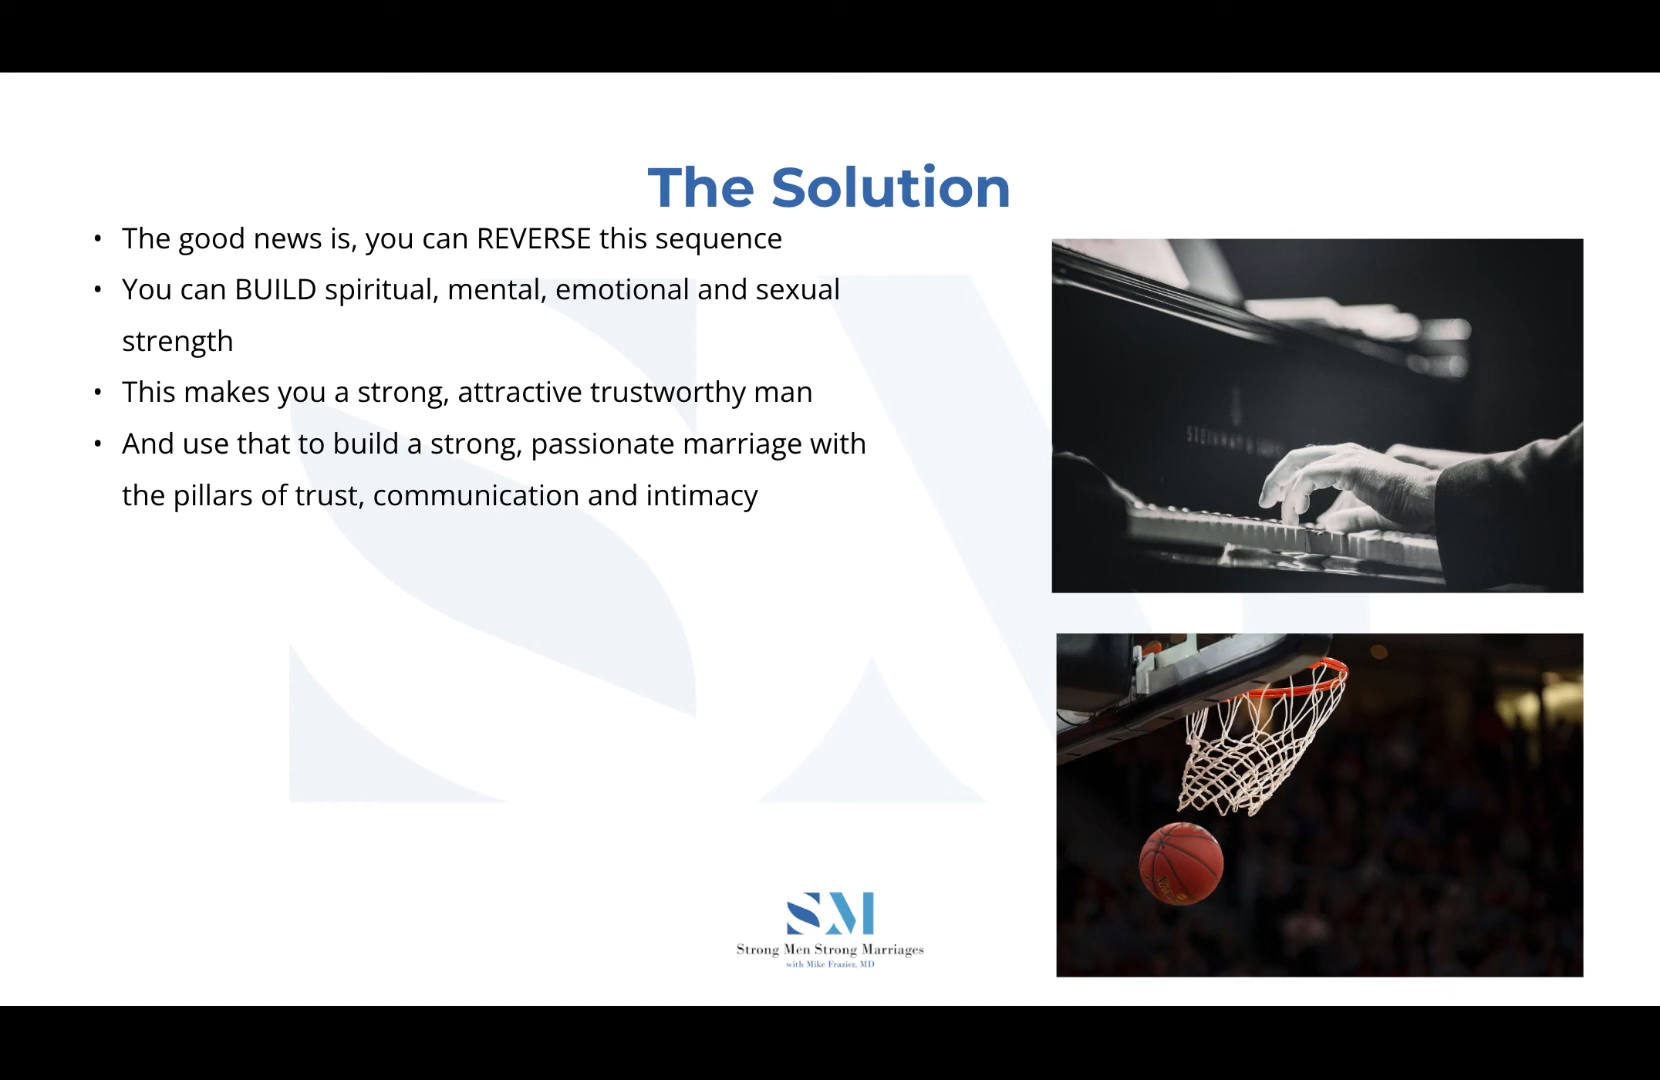 The Solution
• The good news is, you can REVERSE this sequence
• You can BUILD spiritual, mental, emotional and sexual
strength
• This makes you a strong, attractive trustworthy man
• And use that to build a strong, passionate marriage with
the pillars of trust, communication and intimacy
SM
Strong Men Strong Marriages
with Mike Frazier, MD